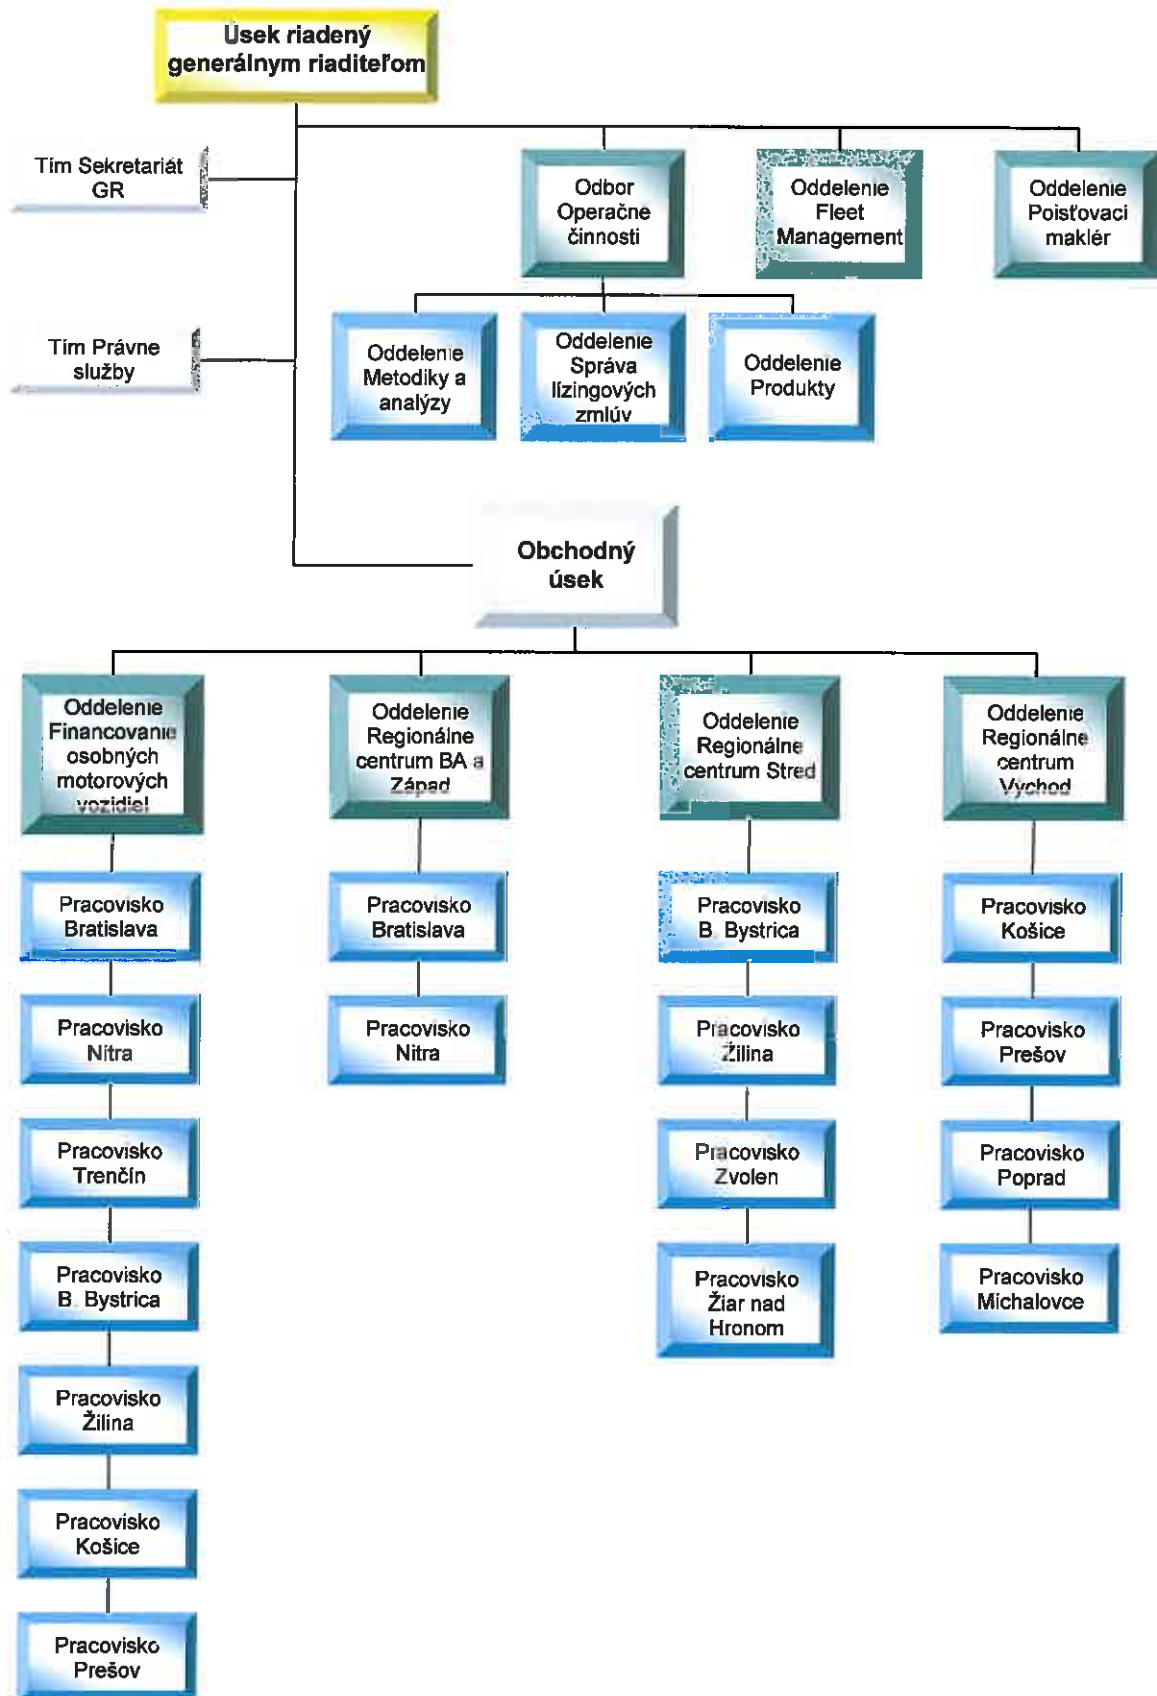 Úsek riadený
generálnym riaditeľom
Tím Sekretariát
GR
Odbor
Operačne
činnosti
Oddelenie
Fleet
Management
Oddelenie
Poisťovaci
maklér
Tím Právne
služby
Oddelenie
Metodiky a
analýzy
Oddelenie
Správa
lízingových
zmlúv
Oddelenie
Produkty
Obchodný
úsek
Oddelenie
Financovanie
osobných
motorových
vozidiel
Oddelenie
Regionálne
centrum BA a
Západ
Oddelenie
Regionálne
centrum Stred
Oddelenie
Regionálne
centrum
Východ
Pracovisko
Bratislava
Pracovisko
Nitra
Pracovisko
Trenčín
Pracovisko
B. Bystrica
Pracovisko
Žilina
Pracovisko
Košice
Pracovisko
Prešov
Pracovisko
Bratislava
Pracovisko
Nitra
Pracovisko
B. Bystrica
Pracovisko
Žilina
Pracovisko
Zvolen
Pracovisko
Žiar nad
Hronom
Pracovisko
Košice
Pracovisko
Prešov
Pracovisko
Poprad
Pracovisko
Michalovce